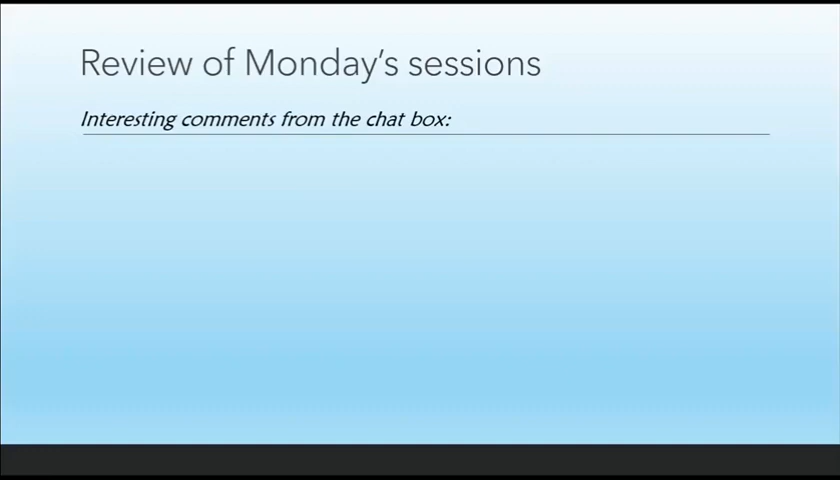 Review of Monday's sessions
Interesting comments from the chat box: